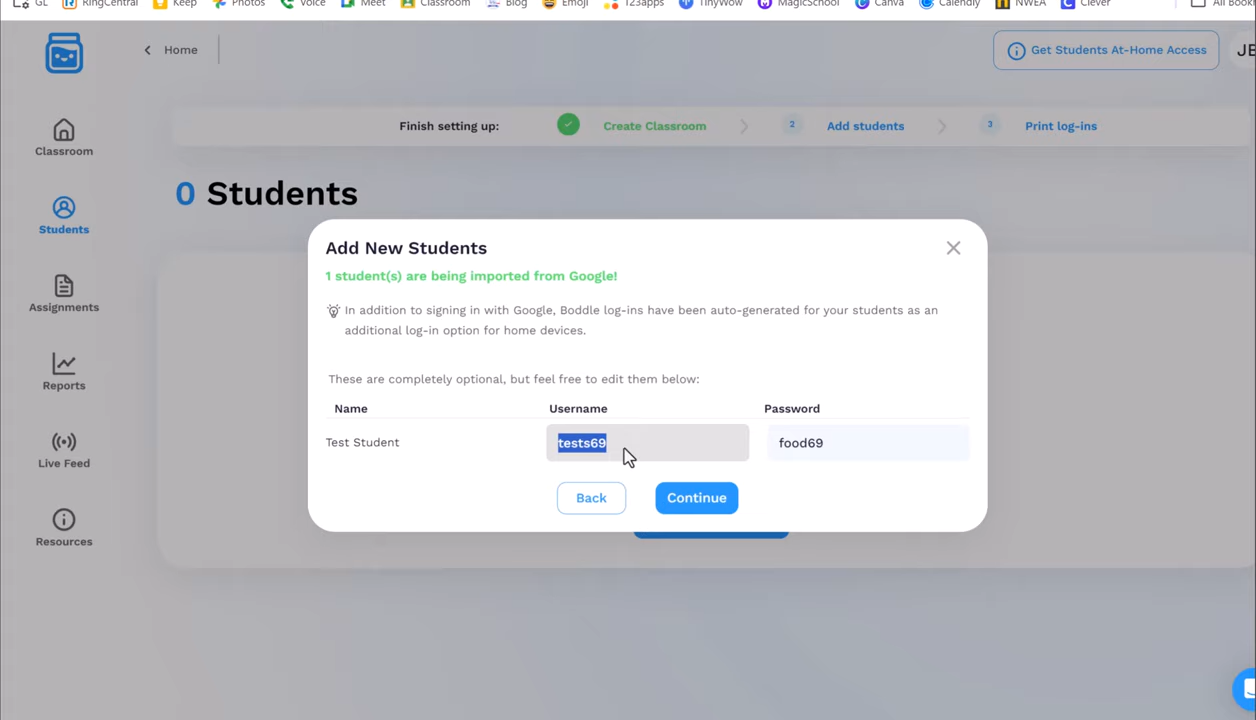 GL RingCentral Keep Photos Voice Meet Classroom Blog Emoji 123apps TinyWow MagicSchool Canva Calendly NWEA Clever All Bookr
Home
Get Students At-Home Access
JE
Finish setting up: Create Classroom 2 Add students 3 Print log-ins
Classroom
0 Students
Students
Add New Students
1 student(s) are being imported from Google!
In addition to signing in with Google, Boddle log-ins have been auto-generated for your students as an
additional log-in option for home devices.
Assignments
These are completely optional, but feel free to edit them below:
Reports
Name Username Password
Test Student tests69 food69
Live Feed
Back Continue
Resources